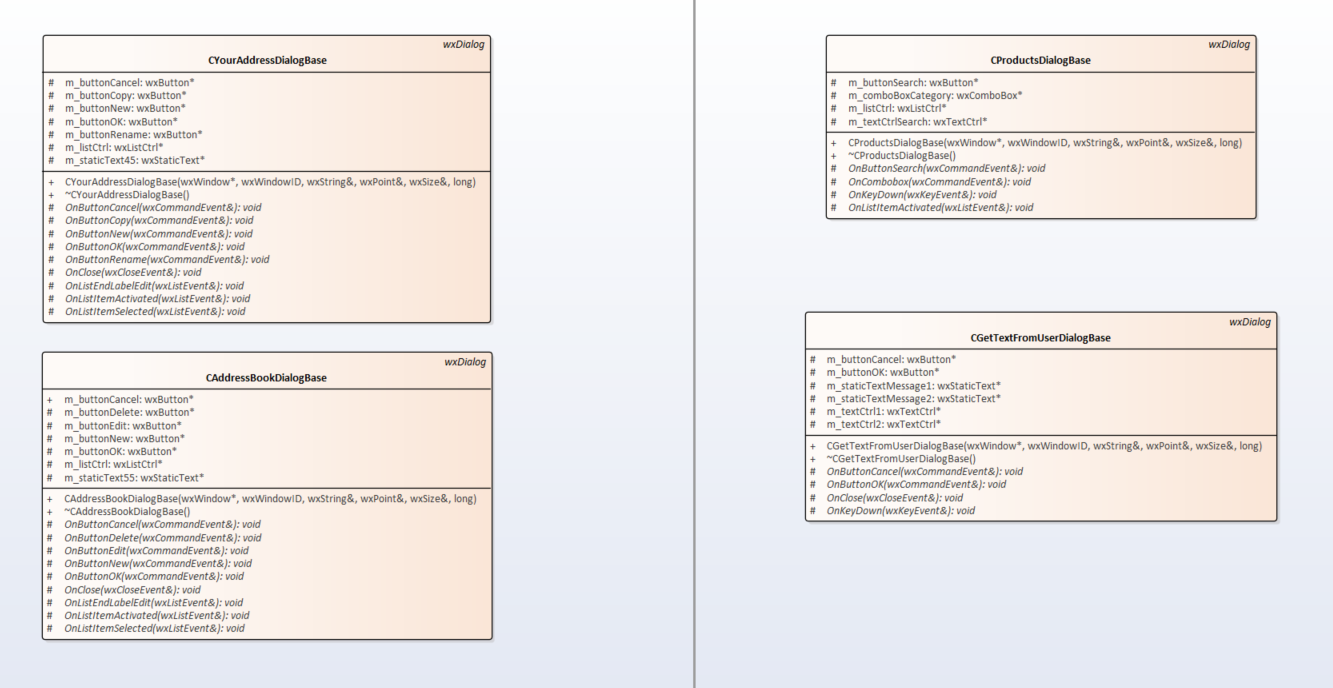 wxDialog
CYourAddressDialogBase
# m_buttonCancel: wxButton*
# m_buttonCopy: wxButton*
# m_buttonNew: wxButton*
# m_buttonOK: wxButton*
# m_buttonRename: wxButton*
# m_listCtrl: wxListCtrl*
# m_staticText45: wxStaticText*
+ CYourAddressDialogBase(wxWindow*, wxWindowID, wxString&, wxPoint&, wxSize&, long)
+ ~CYourAddressDialogBase()
# OnButtonCancel(wxCommandEvent&): void
# OnButtonCopy(wxCommandEvent&): void
# OnButtonNew(wxCommandEvent&): void
# OnButtonOK(wxCommandEvent&): void
# OnButtonRename(wxCommandEvent&): void
# OnClose(wxCloseEvent&): void
# OnListEndLabelEdit(wxListEvent&): void
# OnListItemActivated(wxListEvent&): void
# OnListItemSelected(wxListEvent&): void
wxDialog
CAddressBookDialogBase
+ m_buttonCancel: wxButton*
# m_buttonDelete: wxButton*
# m_buttonEdit: wxButton*
# m_buttonNew: wxButton*
# m_buttonOK: wxButton*
# m_listCtrl: wxListCtrl*
# m_staticText55: wxStaticText*
+ CAddressBookDialogBase(wxWindow*, wxWindowID, wxString&, wxPoint&, wxSize&, long)
+ ~CAddressBookDialogBase()
# OnButtonCancel(wxCommandEvent&): void
# OnButtonDelete(wxCommandEvent&): void
# OnButtonEdit(wxCommandEvent&): void
# OnButtonNew(wxCommandEvent&): void
# OnButtonOK(wxCommandEvent&): void
# OnClose(wxCloseEvent&): void
# OnListEndLabelEdit(wxListEvent&): void
# OnListItemActivated(wxListEvent&): void
# OnListItemSelected(wxListEvent&): void
wxDialog
CProductsDialogBase
# m_buttonSearch: wxButton*
# m_comboBoxCategory: wxComboBox*
# m_listCtrl: wxListCtrl*
# m_textCtrlSearch: wxTextCtrl*
+ CProductsDialogBase(wxWindow*, wxWindowID, wxString&, wxPoint&, wxSize&, long)
+ ~CProductsDialogBase()
# OnButtonSearch(wxCommandEvent&): void
# OnCombobox(wxCommandEvent&): void
# OnKeyDown(wxKeyEvent&): void
# OnListItemActivated(wxListEvent&): void
wxDialog
CGetTextFromUserDialogBase
# m_buttonCancel: wxButton*
# m_buttonOK: wxButton*
# m_staticTextMessage1: wxStaticText*
# m_staticTextMessage2: wxStaticText*
# m_textCtrl1: wxTextCtrl*
# m_textCtrl2: wxTextCtrl*
+ CGetTextFromUserDialogBase(wxWindow*, wxWindowID, wxString&, wxPoint&, wxSize&, long)
+ ~CGetTextFromUserDialogBase()
# OnButtonCancel(wxCommandEvent&): void
# OnButtonOK(wxCommandEvent&): void
# OnClose(wxCloseEvent&): void
# OnKeyDown(wxKeyEvent&): void